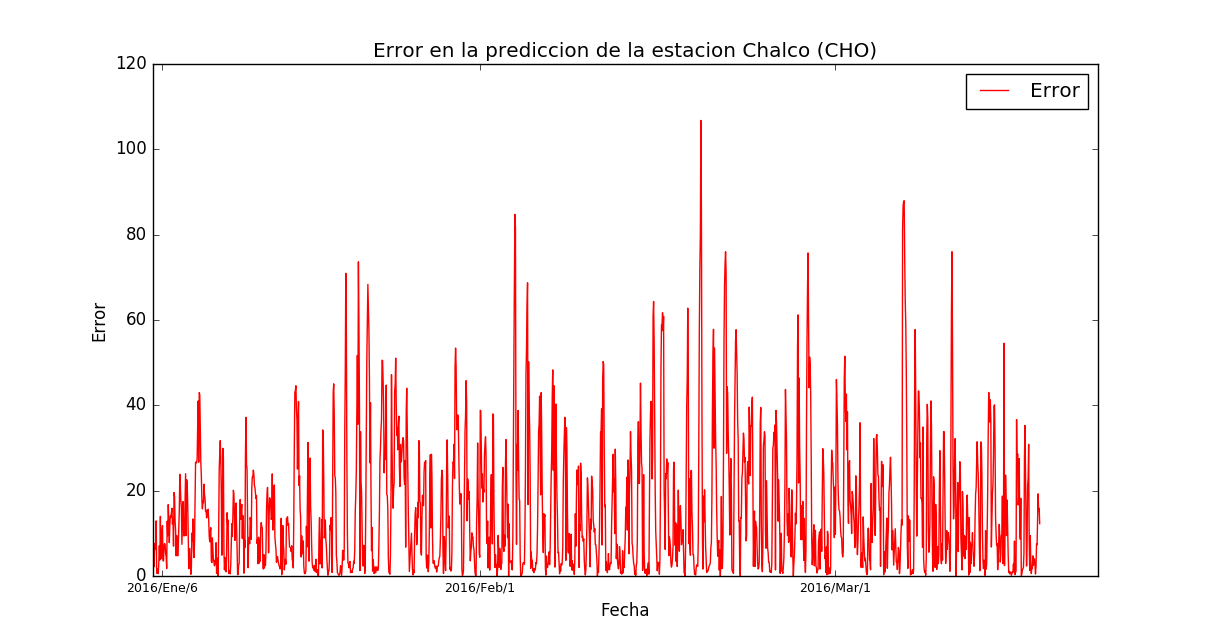 Error en la prediccion de la estacion Chalco (CHO)
120
100
80
60
40
20
0
Error
Error
2016/Ene/6
2016/Feb/1
2016/Mar/1
Fecha